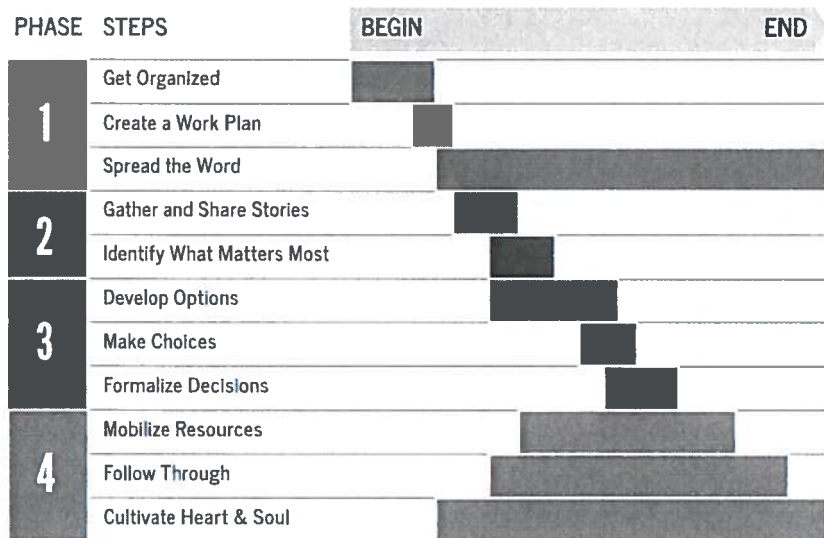 PHASE STEPS BEGIN END
1
Get Organized
Create a Work Plan
Spread the Word
2
Gather and Share Stories
Identify What Matters Most
3
Develop Options
Make Choices
Formalize Decisions
4
Mobilize Resources
Follow Through
Cultivate Heart & Soul